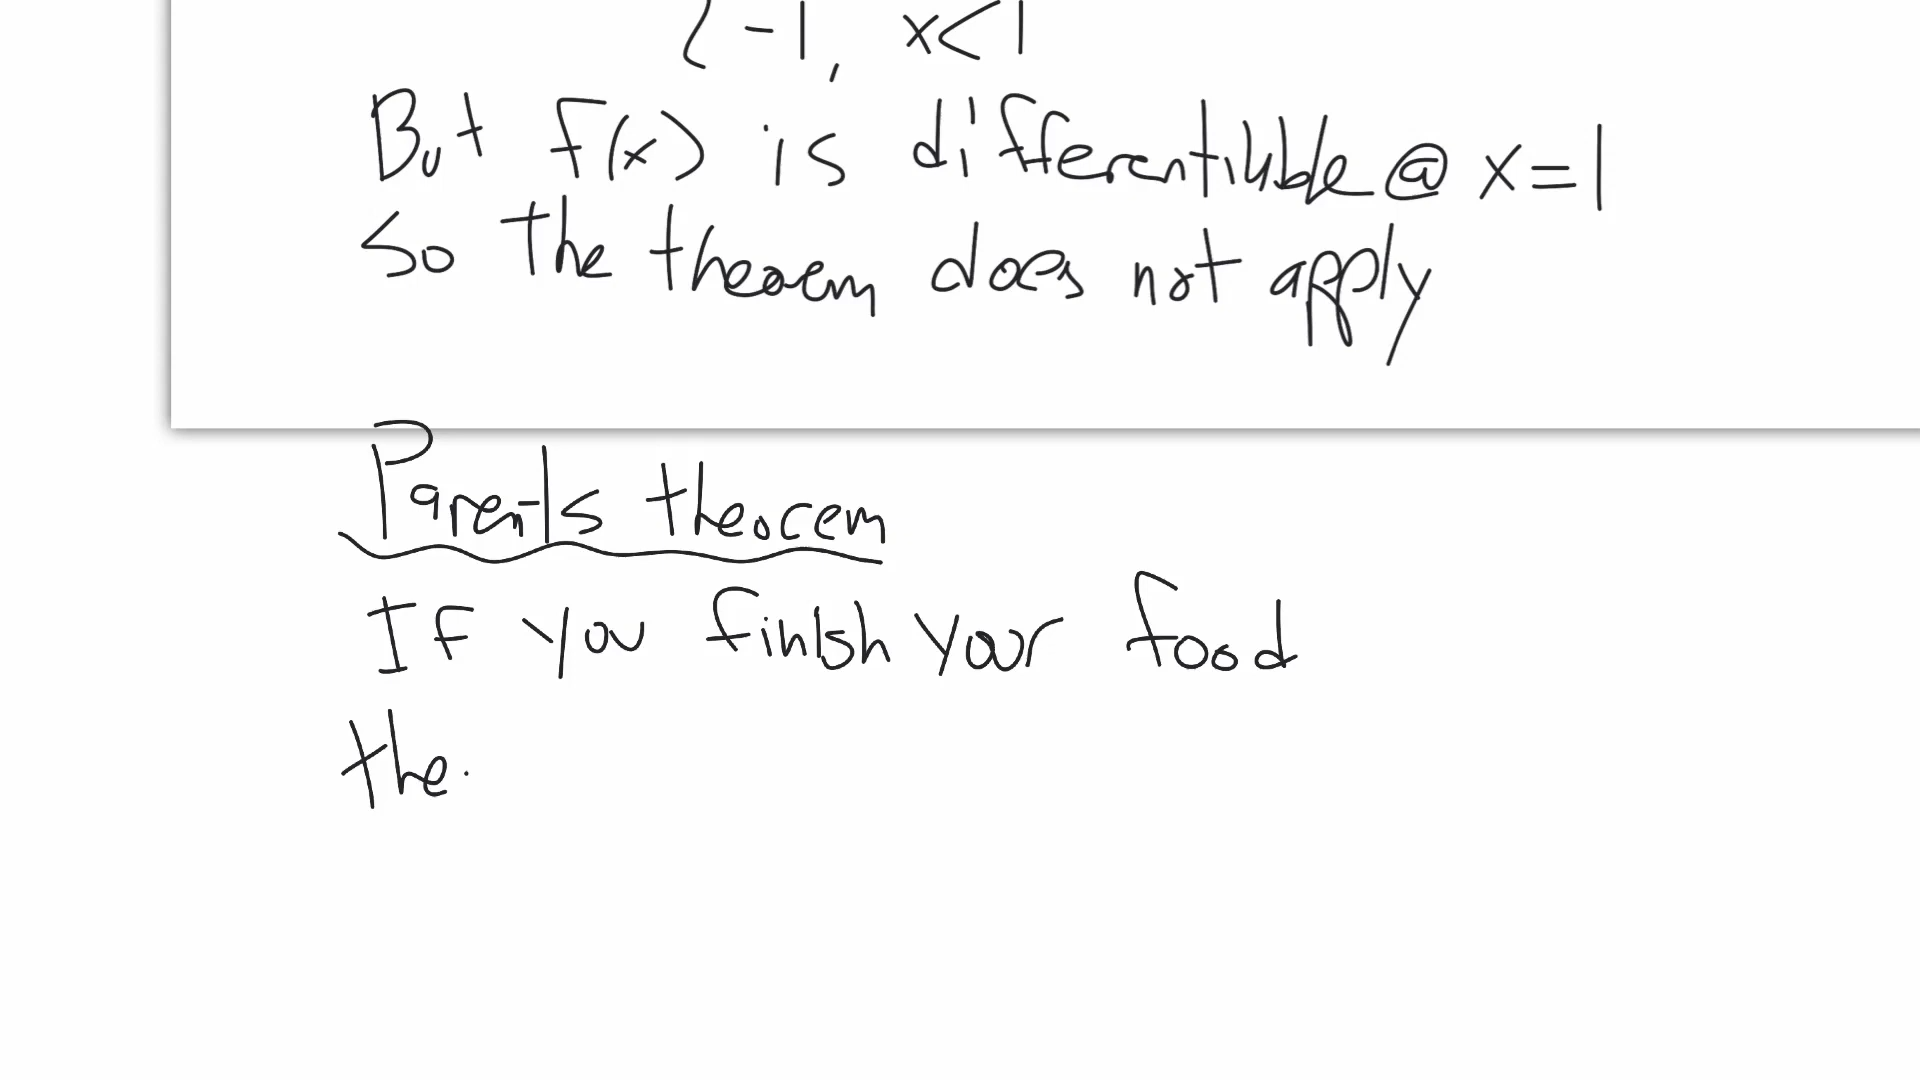 { -1, x<1
But f(x) is differentiable @ x=1
So the theorem does not apply
Parents theorem
If you finish your food
the